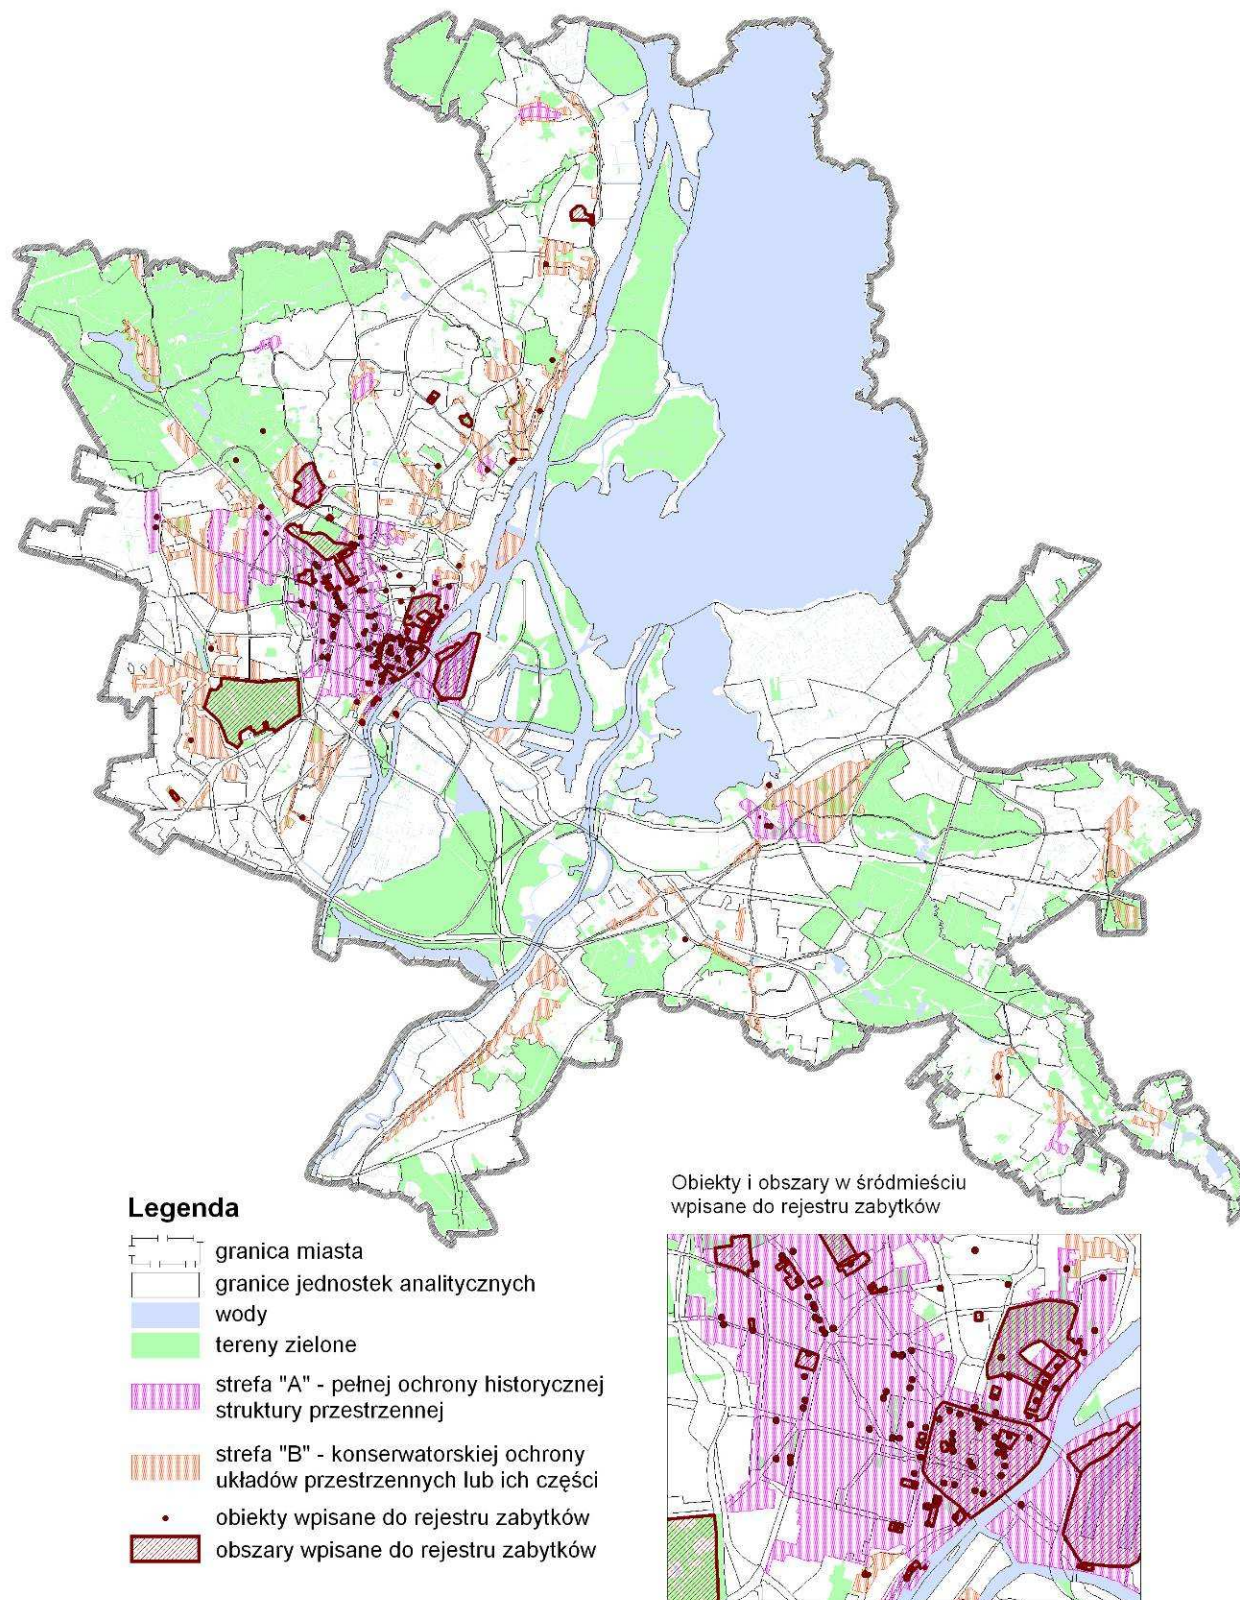 Obiekty i obszary w śródmieściu
wpisane do rejestru zabytków
Legenda
granica miasta
granice jednostek analitycznych
wody
tereny zielone
strefa "A" - pełnej ochrony historycznej
struktury przestrzennej
strefa "B" - konserwatorskiej ochrony
układów przestrzennych lub ich części
obiekty wpisane do rejestru zabytków
obszary wpisane do rejestru zabytków